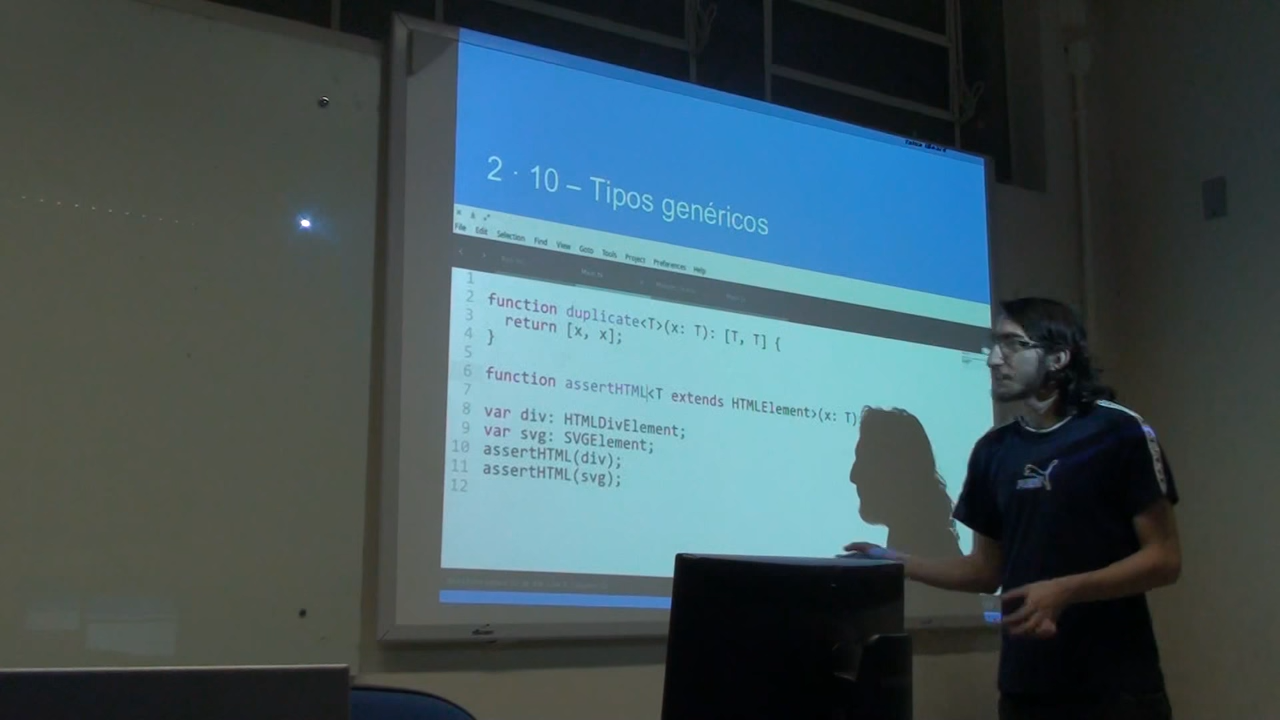 2 · 10 – Tipos genéricos
File Edit Selection Find View Goto Tools Project Preferences Help
1
2 function duplicate<T>(x: T): [T, T] {
3 return [x, x];
4 }
5
6 function assertHTML<T extends HTMLElement>(x: T)
7
8 var div: HTMLDivElement;
9 var svg: SVGElement;
10 assertHTML(div);
11 assertHTML(svg);
12
PUMA